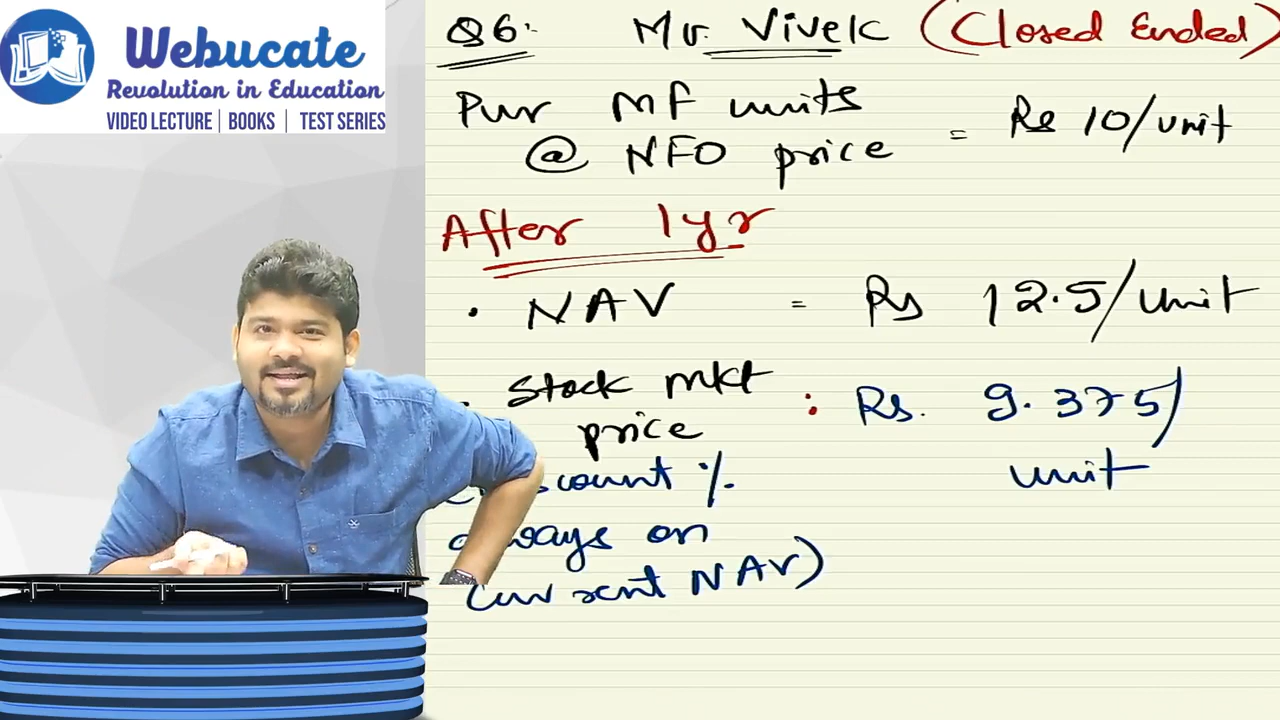 Webucate
Revolution in Education
VIDEO LECTURE | BOOKS | TEST SERIES
Q6: Mr. Vivek (Closed Ended)
Pur MF units
@ NFO price = Rs 10/unit
After 1yr
• NAV = Rs 12.5/unit
Stock mkt
price : Rs. 9.375/
unit
count %
always on
current NAV)